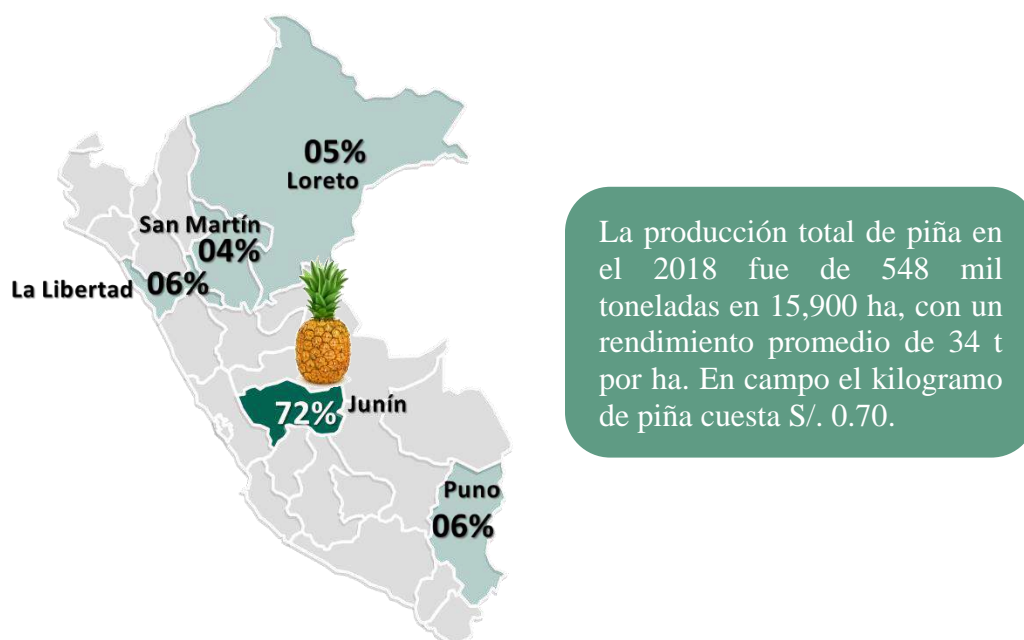 05%
Loreto
San Martín
04%
La Libertad 06%
72% Junín
Puno
06%
La producción total de piña en
el 2018 fue de 548 mil
toneladas en 15,900 ha, con un
rendimiento promedio de 34 t
por ha. En campo el kilogramo
de piña cuesta S/. 0.70.